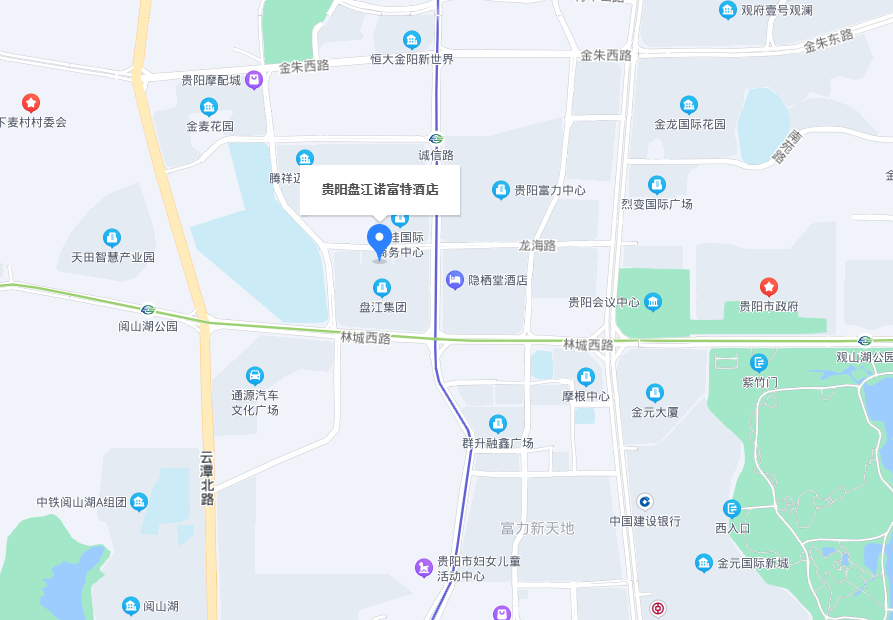 观府壹号观澜
金朱东路
恒大金阳新世界
金朱西路
金朱西路
贵阳摩配城
下麦村村委会
金麦花园
金龙国际花园
诚信路
南苑路
腾祥迈
贵阳盘江诺富特酒店
贵阳富力中心
烈变国际广场
国际
务中心
龙海路
天田智慧产业园
隐栖堂酒店
盘江集团
贵阳会议中心
贵阳市政府
阅山湖公园
林城西路
林城西路
观山湖公园
紫竹门
通源汽车
文化广场
摩根中心
金元大厦
群升融鑫广场
云潭北路
中铁阅山湖A组团
中国建设银行
西入口
富力新天地
贵阳市妇女儿童
活动中心
金元国际新城
阅山湖